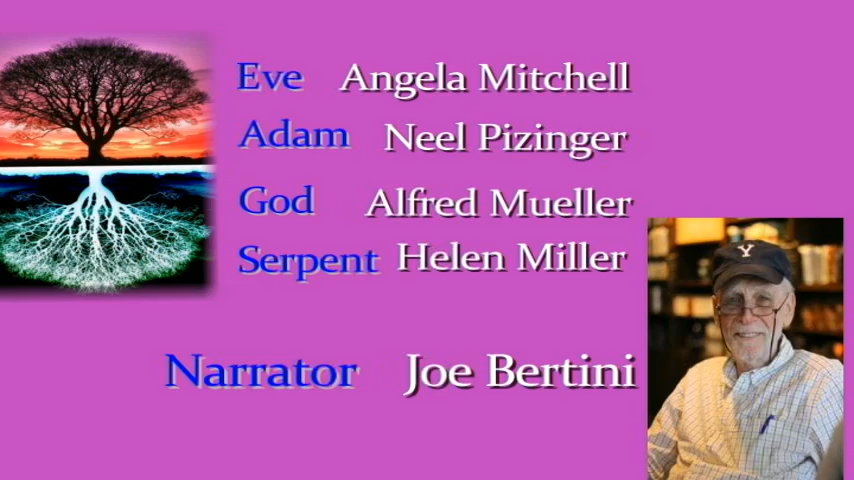 Eve Angela Mitchell
Adam Neel Pizinger
God Alfred Mueller
Serpent Helen Miller
Y
Narrator Joe Bertini